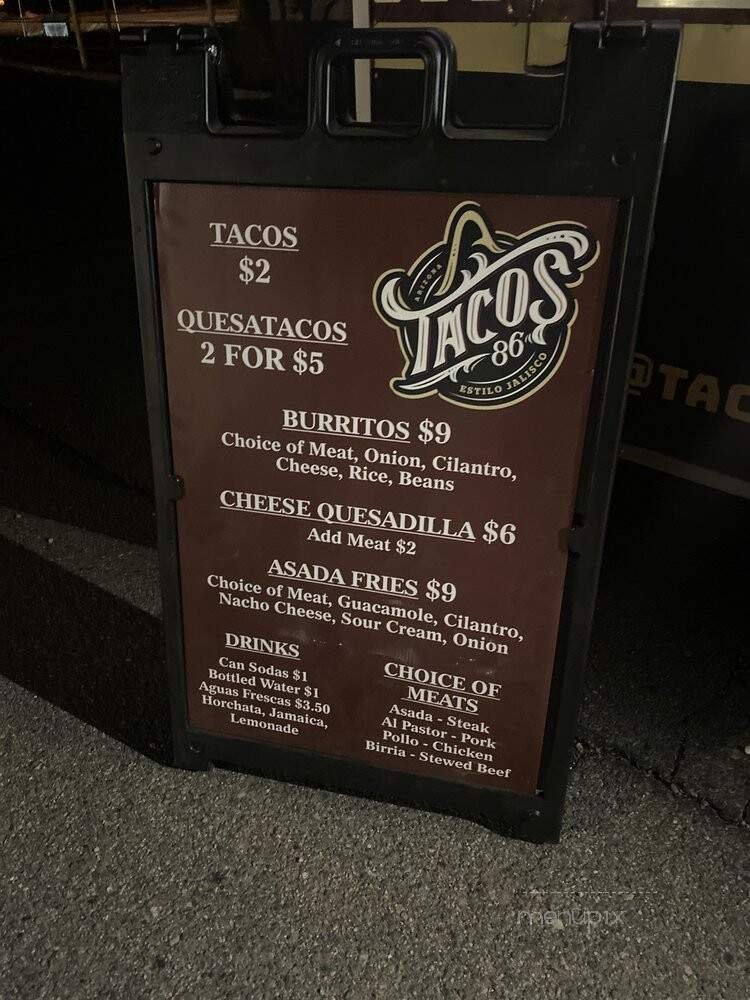 TACOS
$2
QUESATACOS
2 FOR $5
ARIZONA
TACOS
86
ESTILO JALISCO
BURRITOS $9
Choice of Meat, Onion, Cilantro,
Cheese, Rice, Beans
CHEESE QUESADILLA $6
Add Meat $2
ASADA FRIES $9
Choice of Meat, Guacamole, Cilantro,
Nacho Cheese, Sour Cream, Onion
DRINKS
Can Sodas $1
Bottled Water $1
Aguas Frescas $3.50
Horchata, Jamaica,
Lemonade
CHOICE OF
MEATS
Asada - Steak
Al Pastor - Pork
Pollo - Chicken
Birria - Stewed Beef
@TAC
menupix